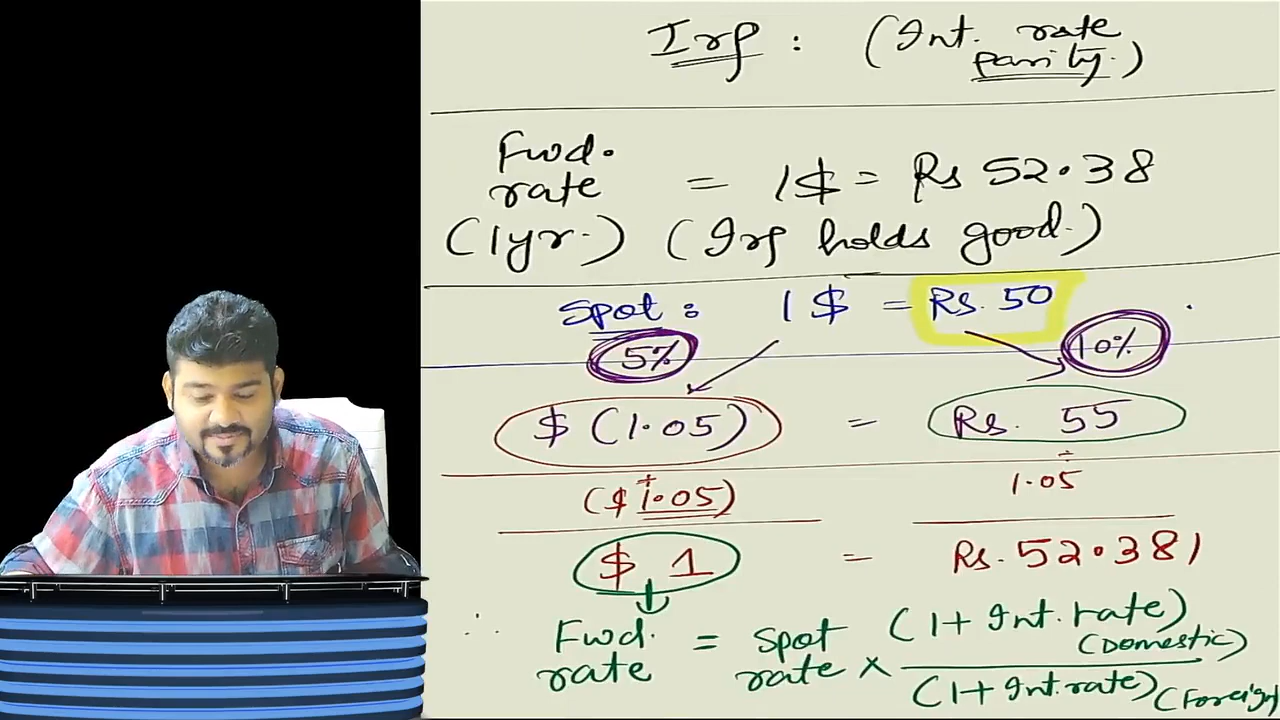 Irp : (Int. rate parity.)
Fwd. rate (1yr.) = 1$ = Rs 52.38
(Irp holds good.)
Spot: 1 $ = Rs. 50
5% 10%
$ (1.05) = Rs. 55
÷ ÷
($ 1.05) 1.05
$ 1 = Rs. 52.381
∴ Fwd. rate = Spot rate × (1 + Int. rate) (Domestic)
(1 + Int. rate) (Foreign)